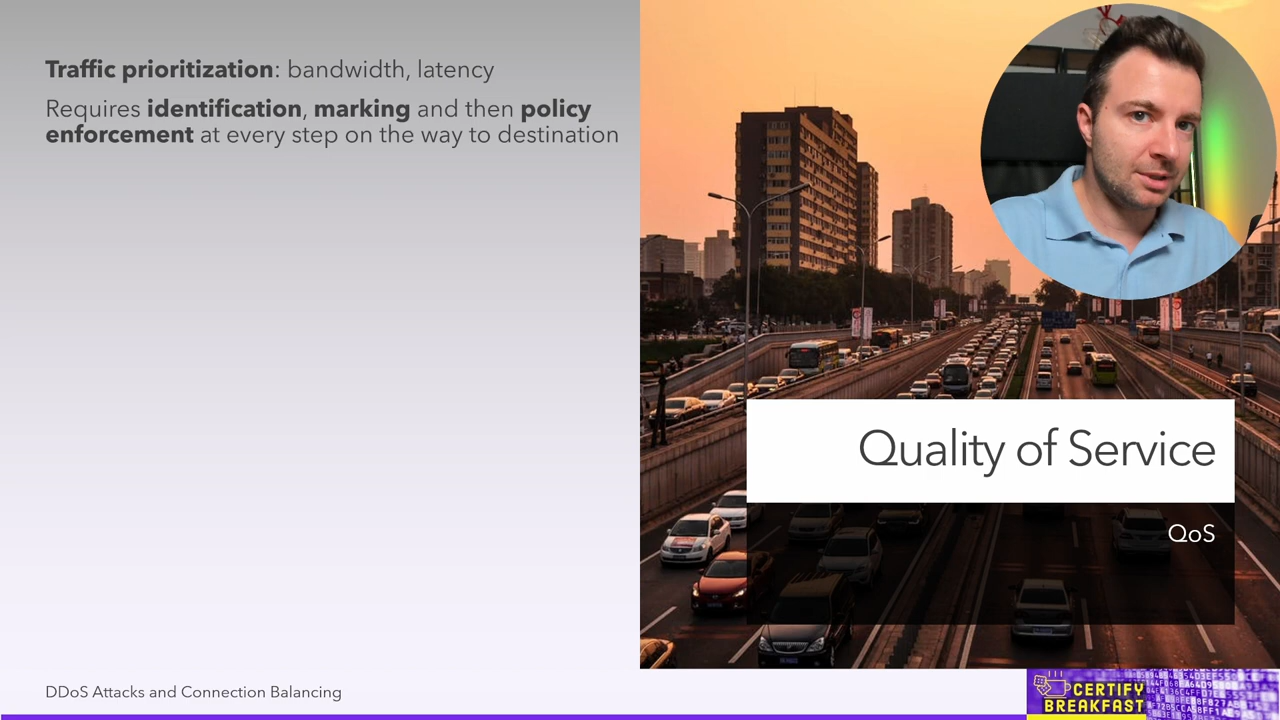 Traffic prioritization: bandwidth, latency
Requires identification, marking and then policy
enforcement at every step on the way to destination
Quality of Service
QoS
DDoS Attacks and Connection Balancing
CERTIFY
BREAKFAST